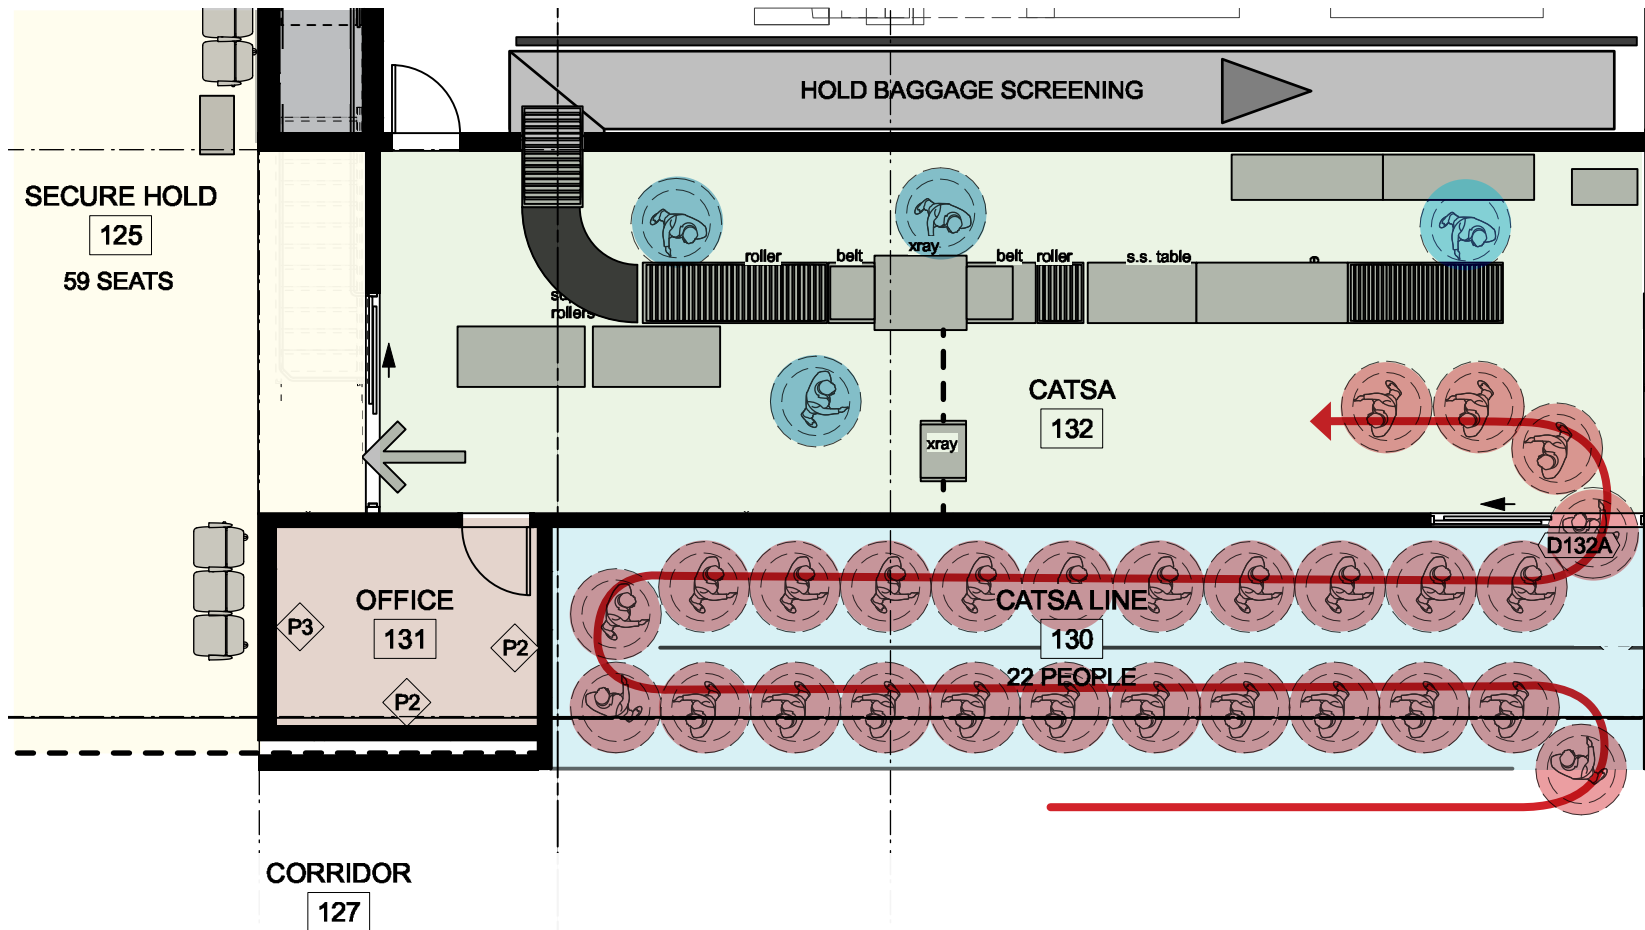 HOLD BAGGAGE SCREENING
SECURE HOLD
125
59 SEATS
roller
belt
xray
belt
roller
s.s. table
rollers
CATSA
132
xray
D132A
OFFICE
131
P3
P2
P2
CATSA LINE
130
22 PEOPLE
CORRIDOR
127